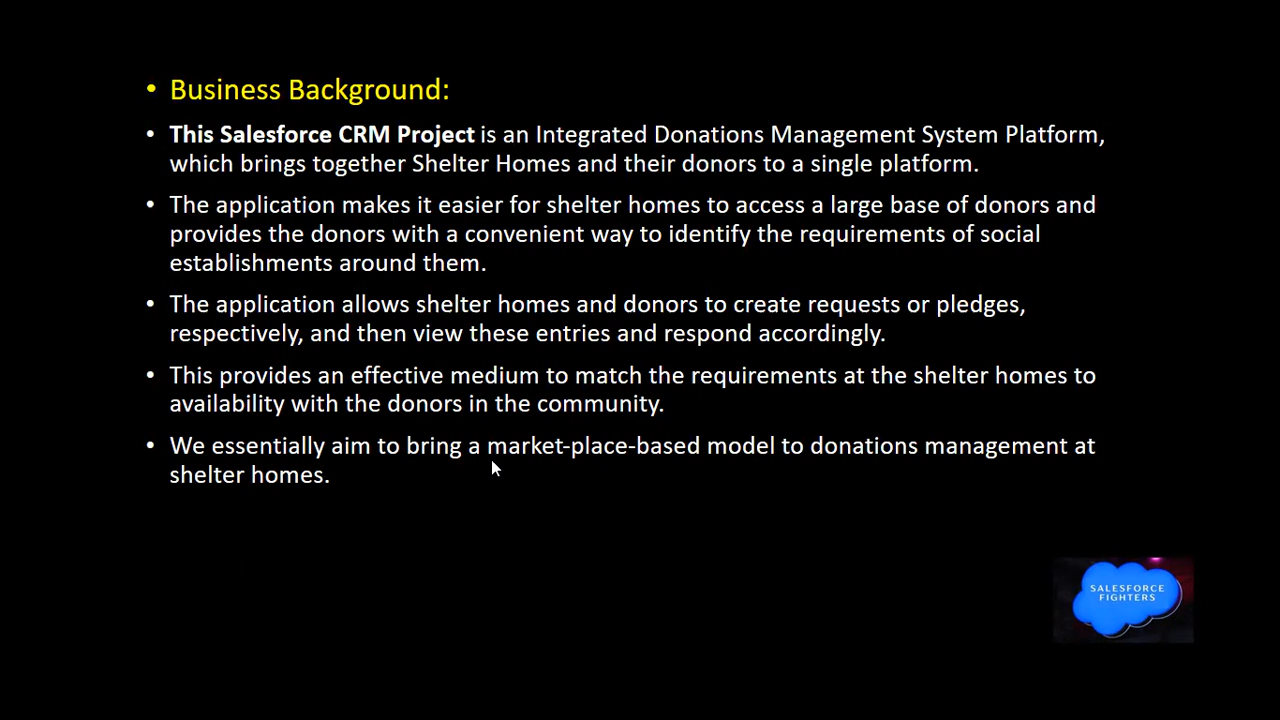 • Business Background:
• This Salesforce CRM Project is an Integrated Donations Management System Platform,
which brings together Shelter Homes and their donors to a single platform.
• The application makes it easier for shelter homes to access a large base of donors and
provides the donors with a convenient way to identify the requirements of social
establishments around them.
• The application allows shelter homes and donors to create requests or pledges,
respectively, and then view these entries and respond accordingly.
• This provides an effective medium to match the requirements at the shelter homes to
availability with the donors in the community.
• We essentially aim to bring a market-place-based model to donations management at
shelter homes.
SALESFORCE
FIGHTERS